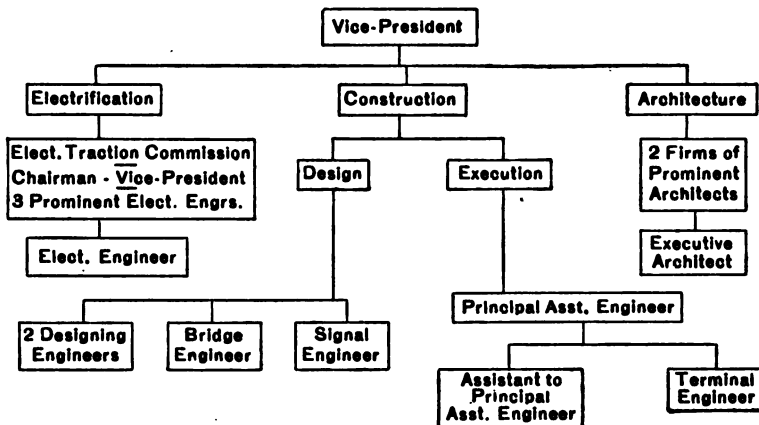 Vice-President
Electrification
Construction
Architecture
Elect. Traction Commission
Chairman - Vice-President
3 Prominent Elect. Engrs.
Elect. Engineer
Design
Execution
2 Firms of
Prominent
Architects
Executive
Architect
2 Designing
Engineers
Bridge
Engineer
Signal
Engineer
Principal Asst. Engineer
Assistant to
Principal
Asst. Engineer
Terminal
Engineer